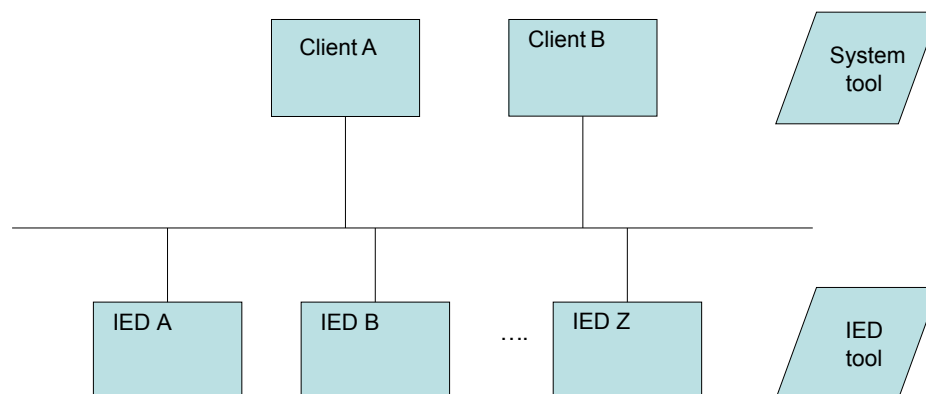 Client A
Client B
System
tool
IED A
IED B
....
IED Z
IED
tool